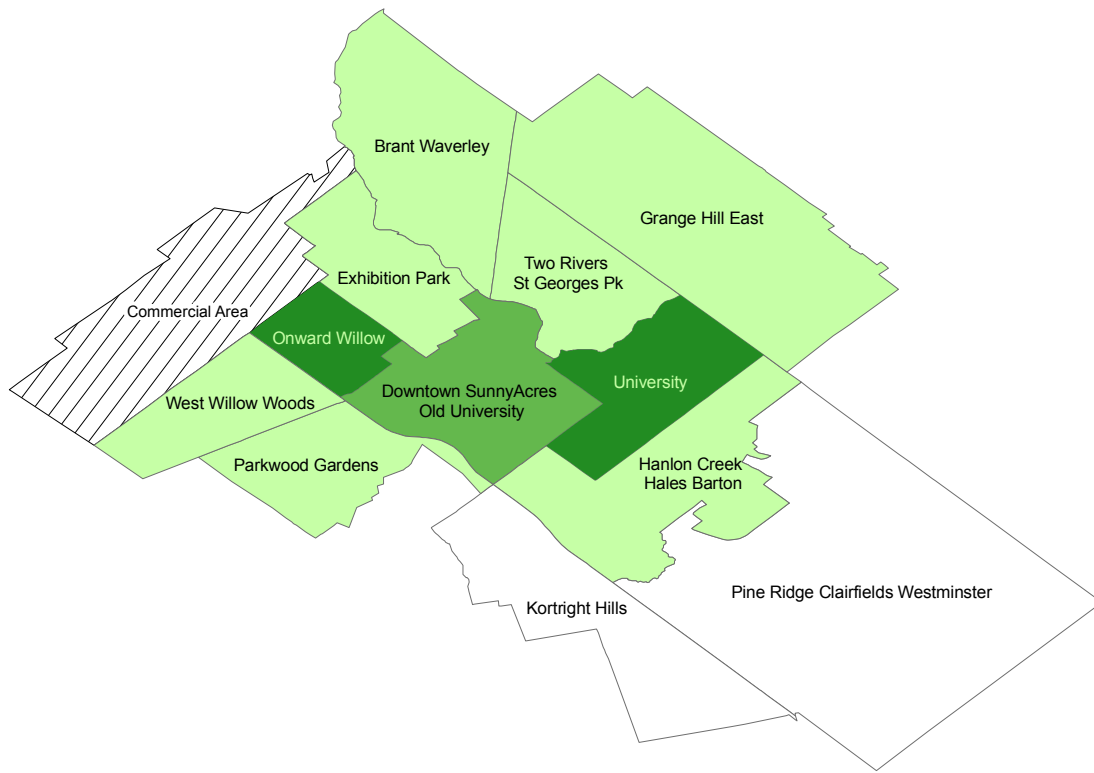 Brant Waverley
Grange Hill East
Two Rivers
St Georges Pk
Exhibition Park
Commercial Area
Onward Willow
University
Downtown SunnyAcres
Old University
West Willow Woods
Parkwood Gardens
Hanlon Creek
Hales Barton
Pine Ridge Clairfields Westminster
Kortright Hills